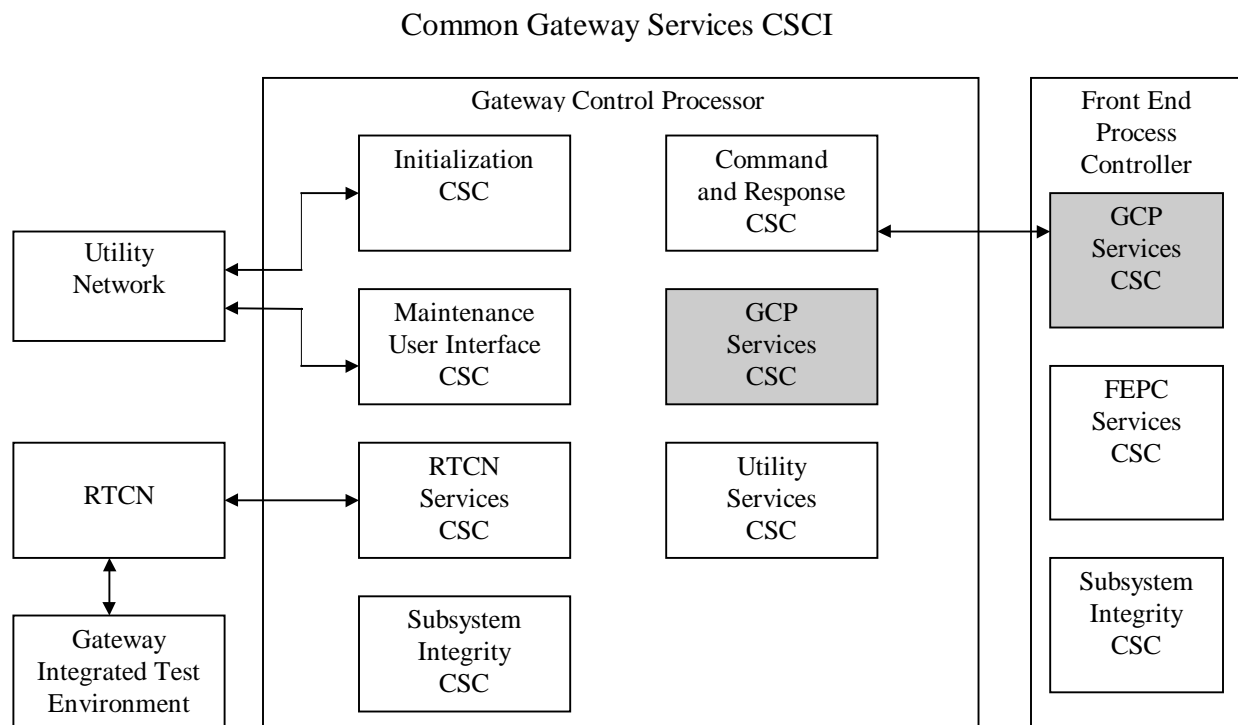 Common Gateway Services CSCI
Gateway Control Processor
Front End
Process
Controller
Initialization
CSC
Command
and Response
CSC
GCP
Services
CSC
Utility
Network
Maintenance
User Interface
CSC
GCP
Services
CSC
FEPC
Services
CSC
RTCN
RTCN
Services
CSC
Utility
Services
CSC
Subsystem
Integrity
CSC
Gateway
Integrated Test
Environment
Subsystem
Integrity
CSC